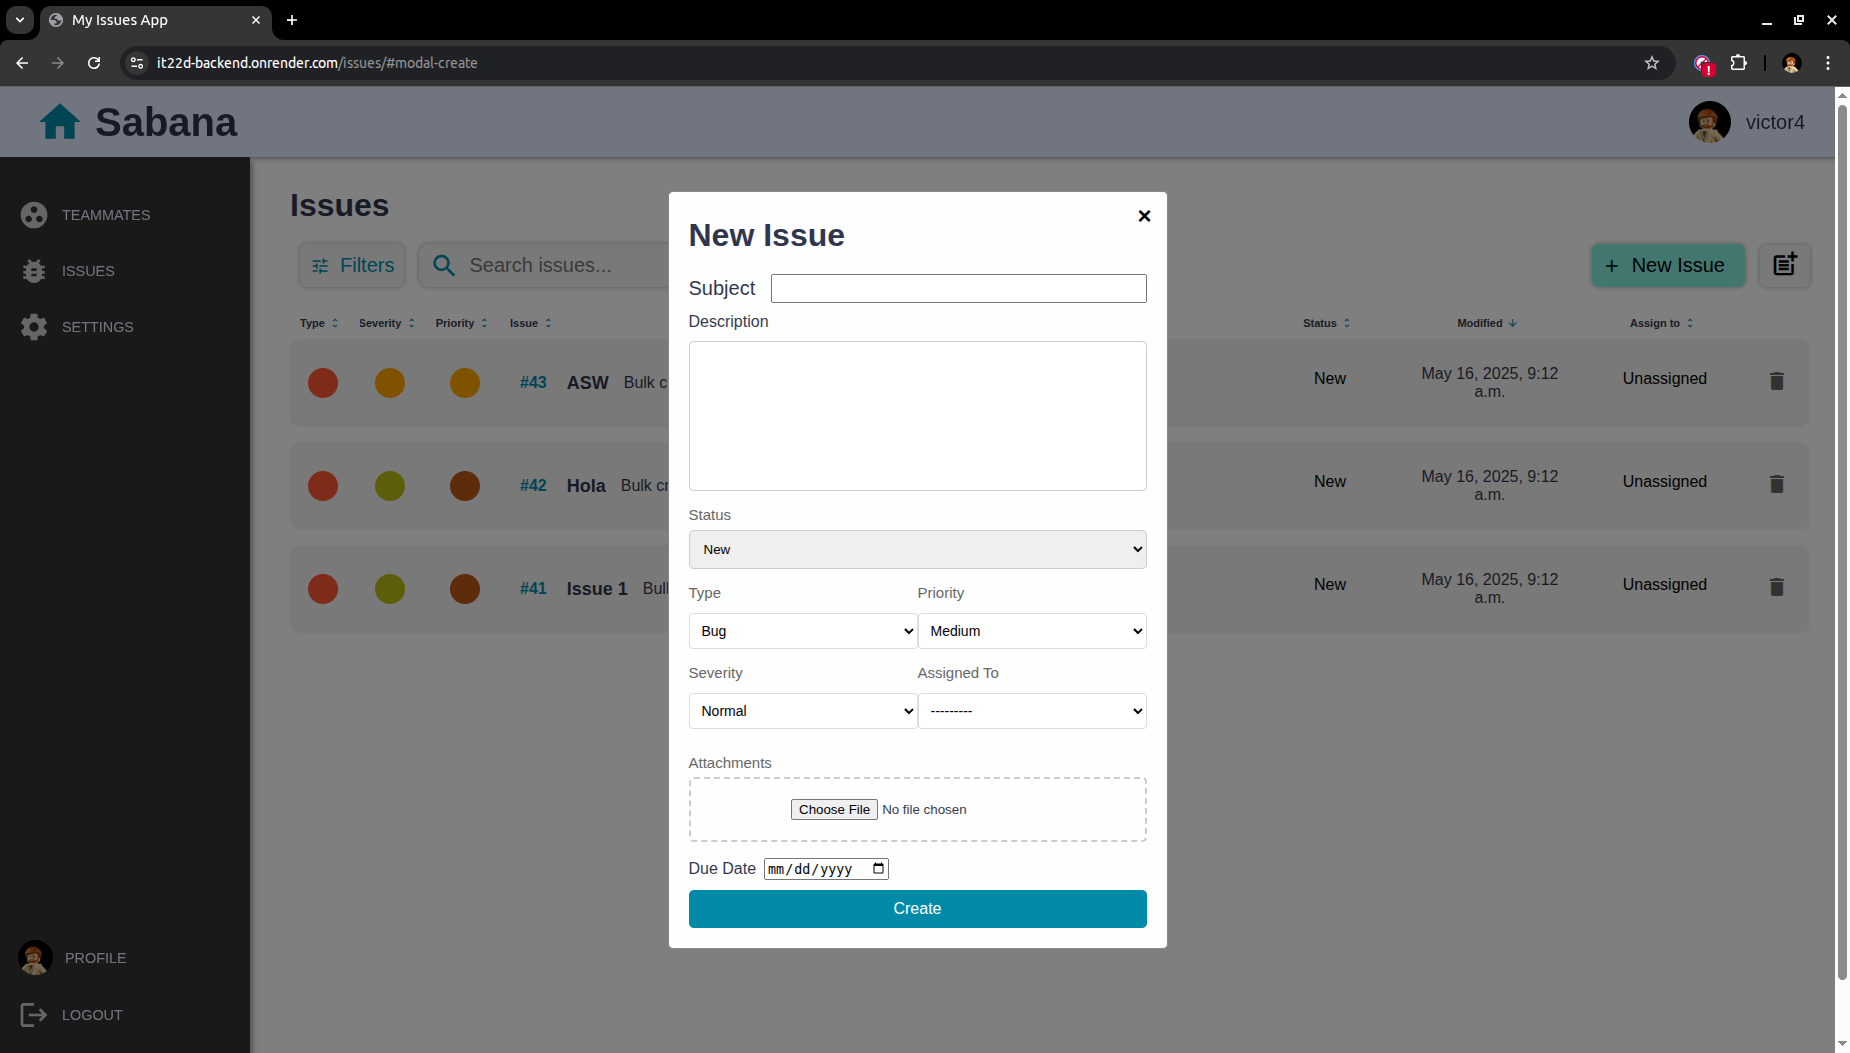 My Issues App
it22d-backend.onrender.com/issues/#modal-create
Sabana
victor4
TEAMMATES
ISSUES
SETTINGS
PROFILE
LOGOUT
Issues
Filters
Search issues...
+ New Issue
Type Severity Priority Issue Status Modified Assign to
#43 ASW Bulk c New May 16, 2025, 9:12 a.m. Unassigned
#42 Hola Bulk cr New May 16, 2025, 9:12 a.m. Unassigned
#41 Issue 1 Bul New May 16, 2025, 9:12 a.m. Unassigned
New Issue
Subject
Description
Status
New
Type Priority
Bug Medium
Severity Assigned To
Normal ---------
Attachments
Choose File No file chosen
Due Date mm/dd/yyyy
Create